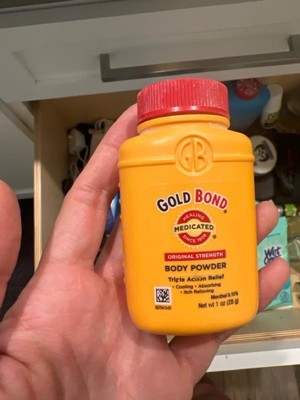 GB
GOLD BOND®
HEALING
MEDICATED
SINCE 1908
ORIGINAL STRENGTH
BODY POWDER
Triple Action Relief
• Cooling • Absorbing
• Itch Relieving
Menthol 0.15%
Net wt 1 oz (28 g)
Wet